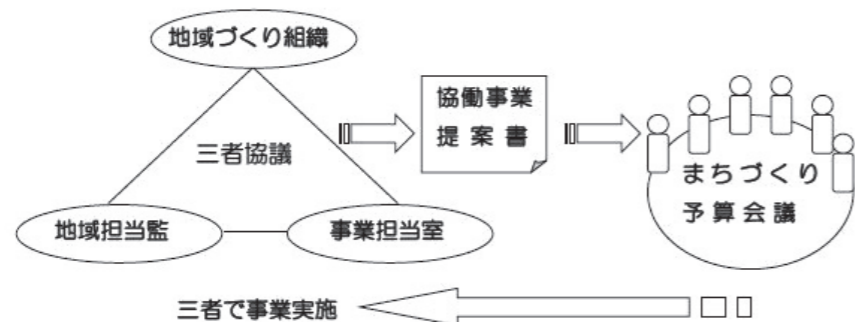 地域づくり組織
三者協議
地域担当監
事業担当室
協働事業
提案書
まちづくり
予算会議
三者で事業実施